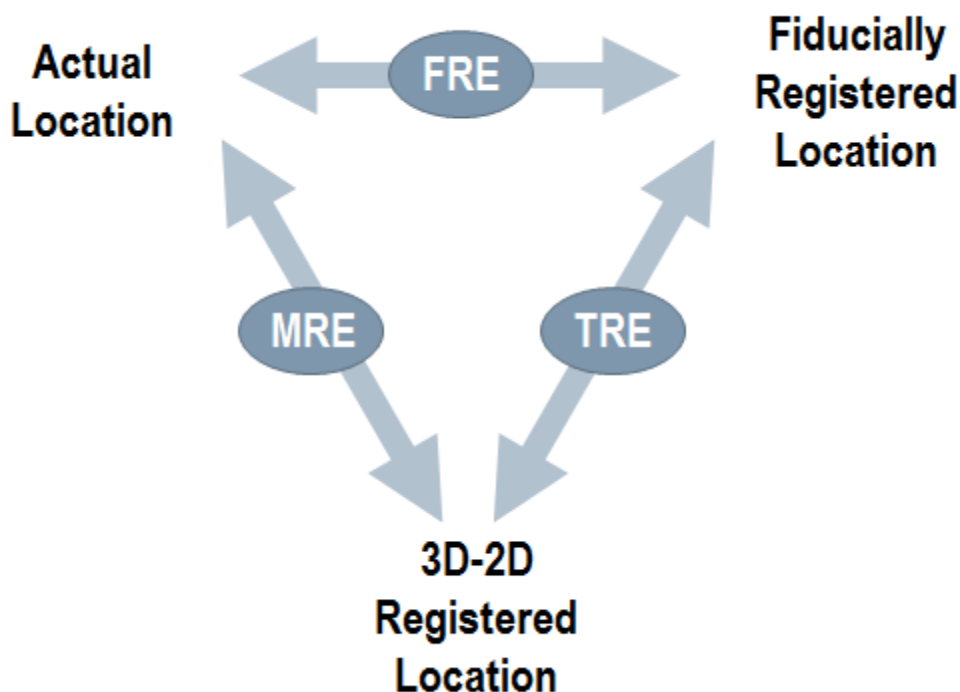 Actual
Location
FRE
Fiducially
Registered
Location
MRE
TRE
3D-2D
Registered
Location